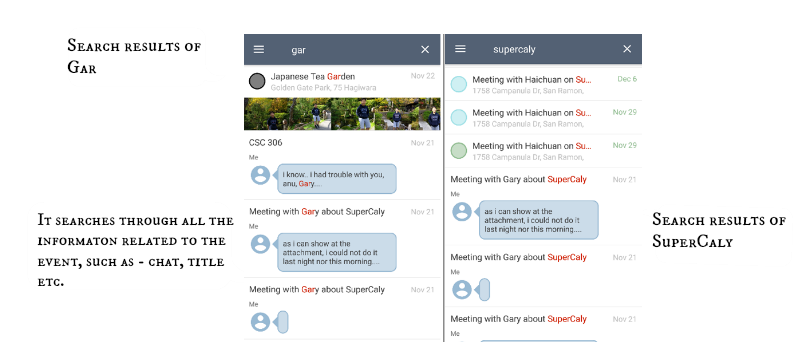 Search results of
Gar
It searches through all the
informaton related to the
event, such as - chat, title
etc.
gar
Japanese Tea Garden
Nov 22
Golden Gate Park, 75 Hagiwara
CSC 306
Nov 21
Me
i know.. i had trouble with you,
anu, Gary....
Meeting with Gary about SuperCaly
Nov 21
Me
as i can show at the
attachment, i could not do it
last night nor this morning....
Meeting with Gary about SuperCaly
Nov 21
Me
supercaly
Meeting with Haichuan on Su...
Dec 6
1758 Campanula Dr, San Ramon,
Meeting with Haichuan on Su...
Nov 29
1758 Campanula Dr, San Ramon,
Meeting with Haichuan on Su...
Nov 29
1758 Campanula Dr, San Ramon,
Meeting with Gary about SuperCaly
Nov 21
Me
as i can show at the
attachment, i could not do it
last night nor this morning....
Meeting with Gary about SuperCaly
Nov 21
Me
Meeting with Gary about SuperCaly
Nov 21
Me
Search results of
SuperCaly